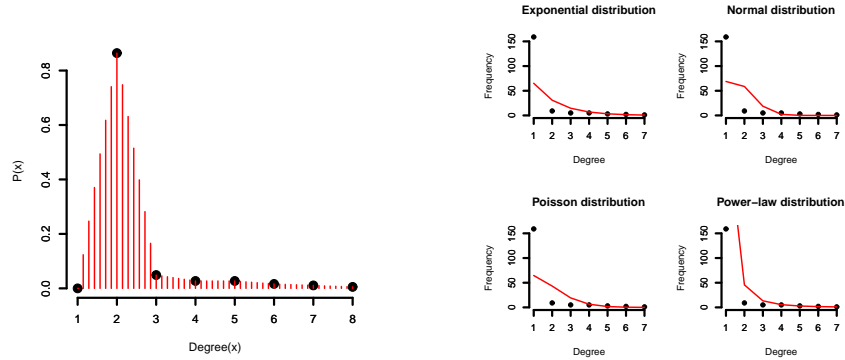 P(x)
0.0 0.2 0.4 0.6 0.8
1 2 3 4 5 6 7 8
Degree(x)
Exponential distribution
Frequency
0 50 150
1 2 3 4 5 6 7
Degree
Normal distribution
Frequency
0 50 150
1 2 3 4 5 6 7
Degree
Poisson distribution
Frequency
0 50 150
1 2 3 4 5 6 7
Degree
Power−law distribution
Frequency
0 50 150
1 2 3 4 5 6 7
Degree